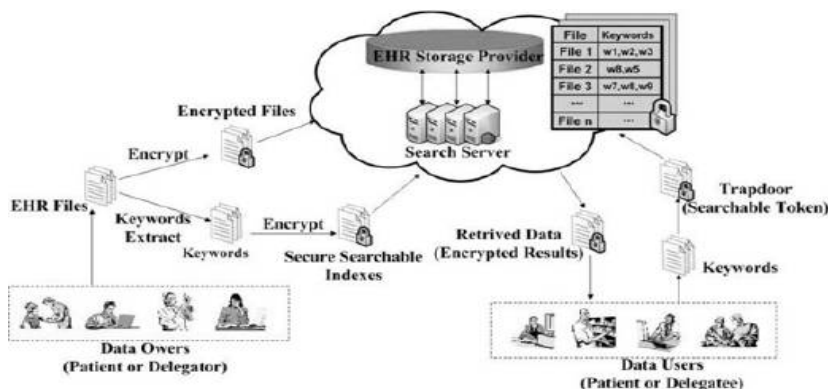 EHR Storage Provider
File Keywords
File 1 w1,w2,w3
File 2 w8,w5
File 3 w7,w8,w9
.... ...
File n ...
Encrypted Files
Search Server
Encrypt
EHR Files
Keywords
Extract
Keywords
Encrypt
Secure Searchable
Indexes
Retrived Data
(Encrypted Results)
Trapdoor
(Searchable Token)
Keywords
Data Owers
(Patient or Delegator)
Data Users
(Patient or Delegatee)